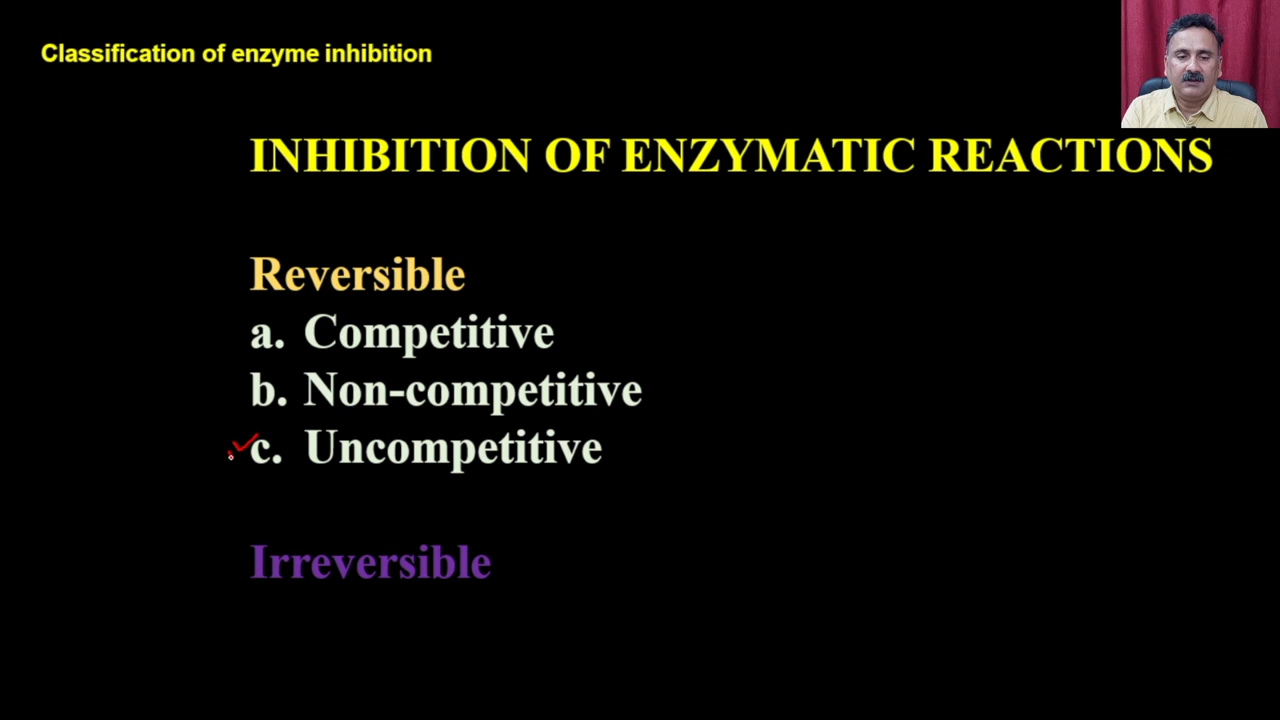 Classification of enzyme inhibition
INHIBITION OF ENZYMATIC REACTIONS
Reversible
a. Competitive
b. Non-competitive
c. Uncompetitive
Irreversible